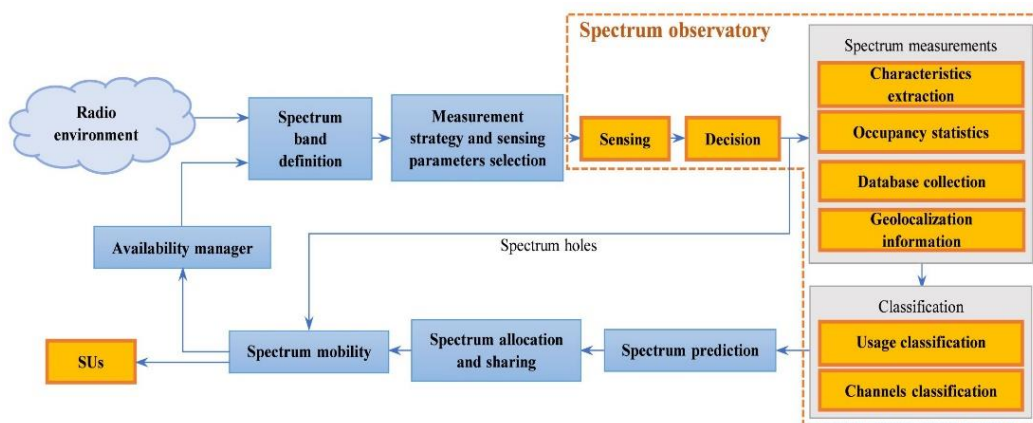 Spectrum observatory
Spectrum measurements
Characteristics
extraction
Radio
environment
Spectrum
band
definition
Measurement
strategy and sensing
parameters selection
Sensing
Decision
Occupancy statistics
Database collection
Geolocalization
information
Availability manager
Spectrum holes
Classification
Usage classification
Channels classification
Spectrum prediction
Spectrum allocation
and sharing
Spectrum mobility
SUs